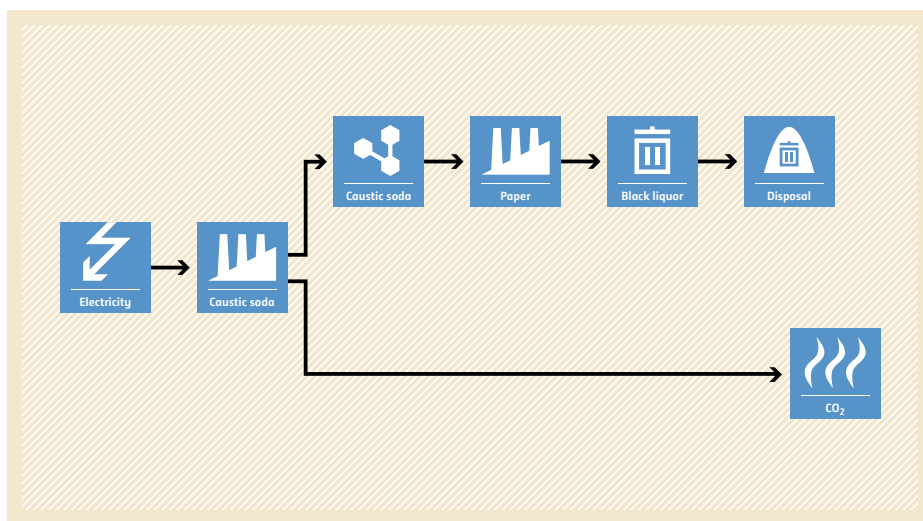 Caustic soda
Paper
Black liquor
Disposal
Electricity
Caustic soda
CO₂